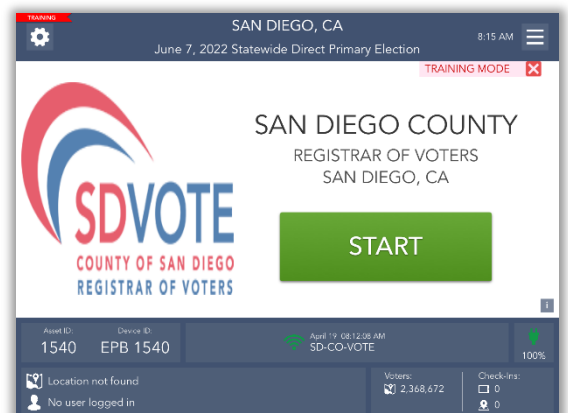 TRAINING
SAN DIEGO, CA
June 7, 2022 Statewide Direct Primary Election
8:15 AM
TRAINING MODE
SAN DIEGO COUNTY
REGISTRAR OF VOTERS
SAN DIEGO, CA
SDVOTE
COUNTY OF SAN DIEGO
REGISTRAR OF VOTERS
START
i
Asset ID:
1540
Device ID:
EPB 1540
April 19 08:12:08 AM
SD-CO-VOTE
100%
Location not found
No user logged in
Voters:
2,368,672
Check-Ins:
0
0